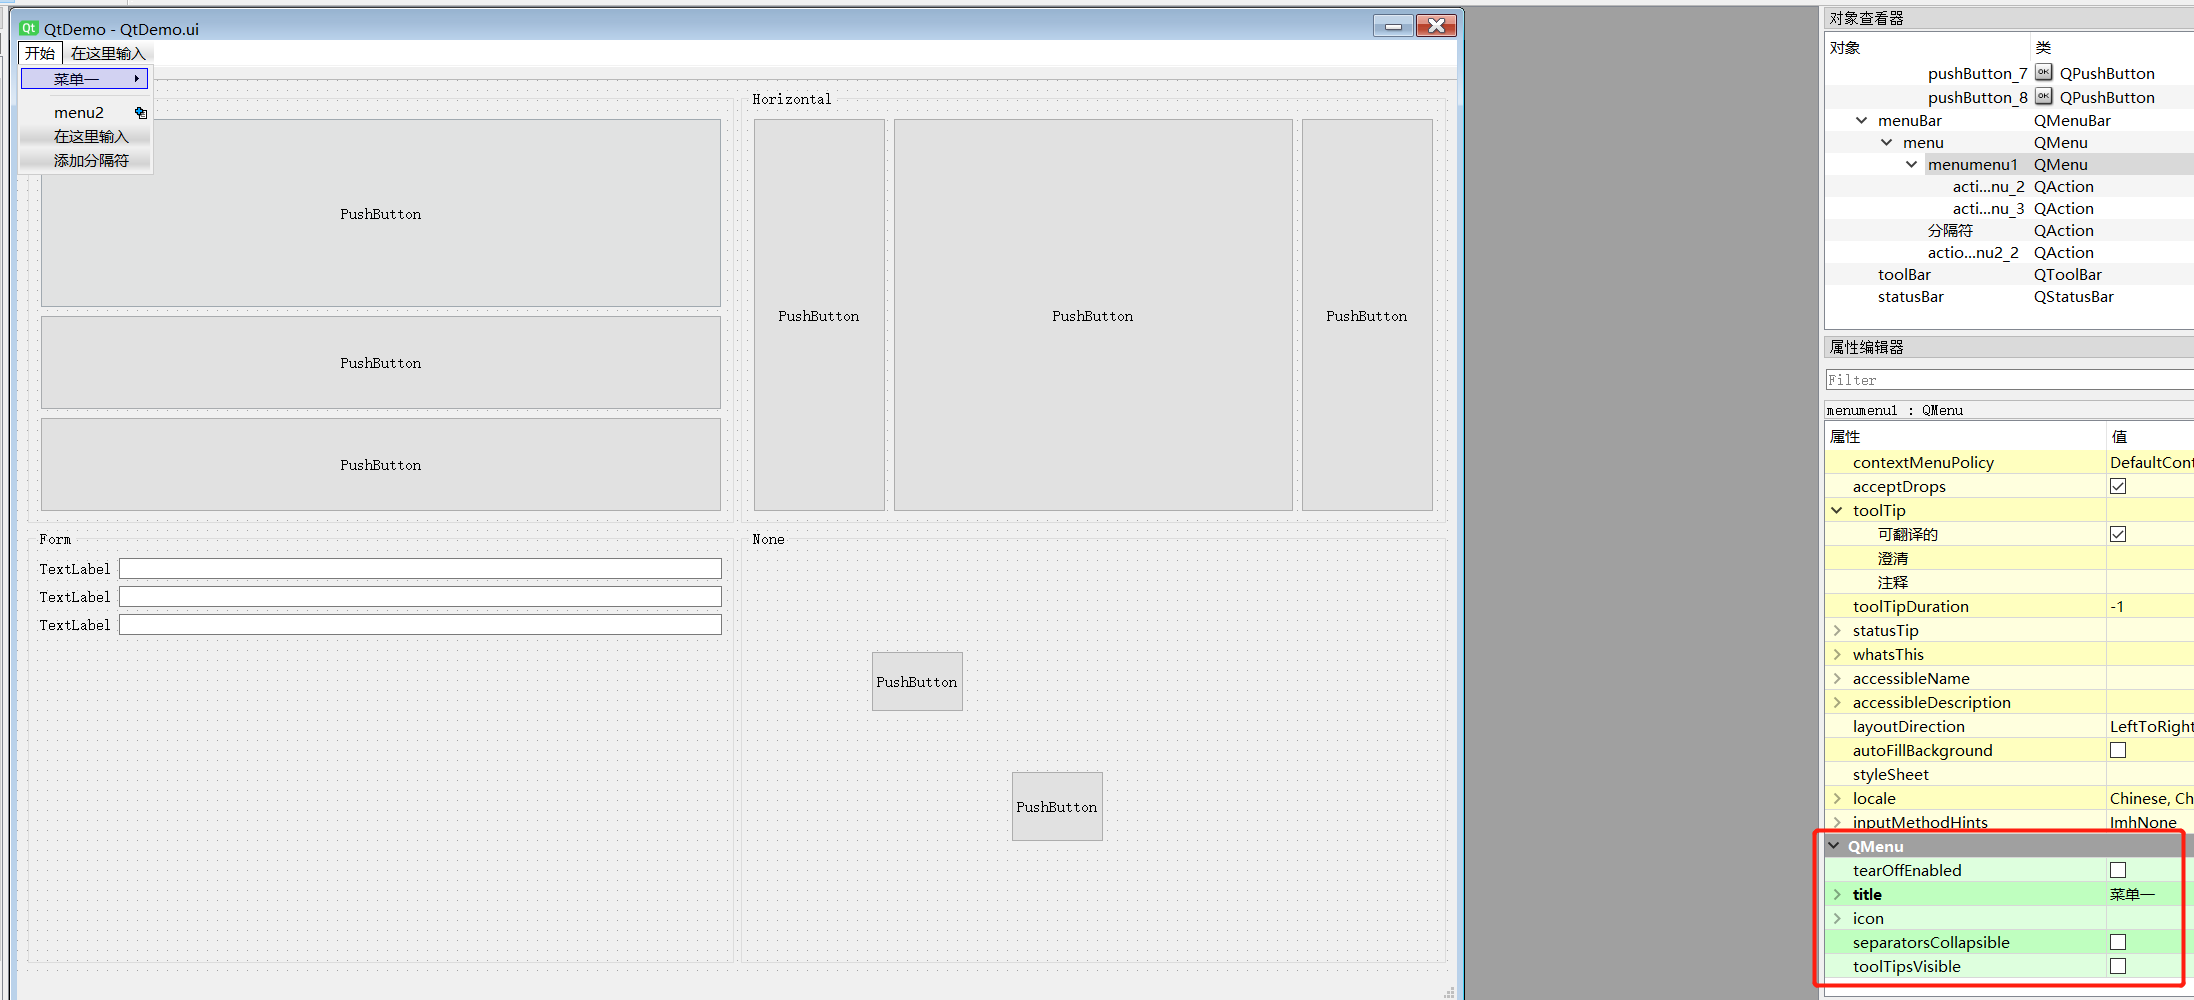 QtDemo - QtDemo.ui
开始 在这里输入
菜单一
menu2
在这里输入
添加分隔符
PushButton
PushButton
PushButton
Horizontal
PushButton
PushButton
PushButton
Form
TextLabel
TextLabel
TextLabel
None
PushButton
PushButton
对象查看器
对象 类
pushButton_7 QPushButton
pushButton_8 QPushButton
menuBar QMenuBar
menu QMenu
menumenu1 QMenu
acti...nu_2 QAction
acti...nu_3 QAction
分隔符 QAction
actio...nu2_2 QAction
toolBar QToolBar
statusBar QStatusBar
属性编辑器
Filter
menumenu1 : QMenu
属性 值
contextMenuPolicy DefaultCont
acceptDrops
toolTip
可翻译的
澄清
注释
toolTipDuration -1
statusTip
whatsThis
accessibleName
accessibleDescription
layoutDirection LeftToRight
autoFillBackground
styleSheet
locale Chinese, Ch
inputMethodHints ImhNone
QMenu
tearOffEnabled
title 菜单一
icon
separatorsCollapsible
toolTipsVisible